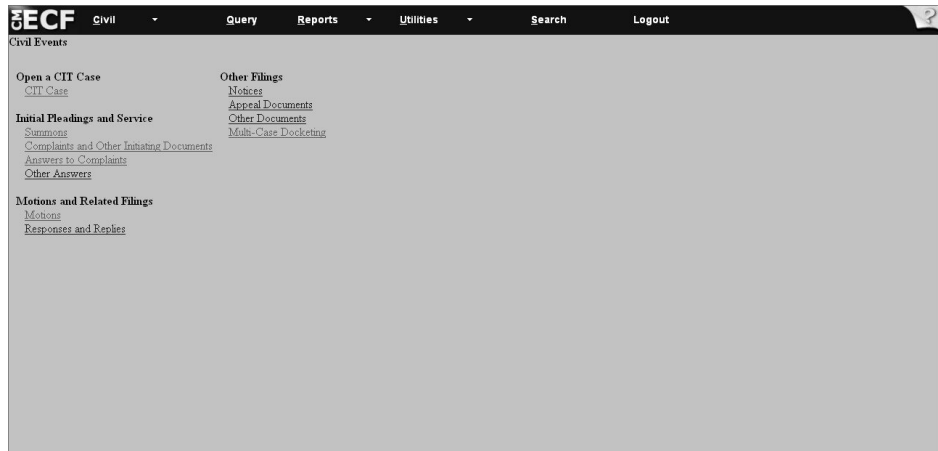 CM ECF Civil Query Reports Utilities Search Logout ?
Civil Events
Open a CIT Case
CIT Case
Initial Pleadings and Service
Summons
Complaints and Other Initiating Documents
Answers to Complaints
Other Answers
Motions and Related Filings
Motions
Responses and Replies
Other Filings
Notices
Appeal Documents
Other Documents
Multi-Case Docketing